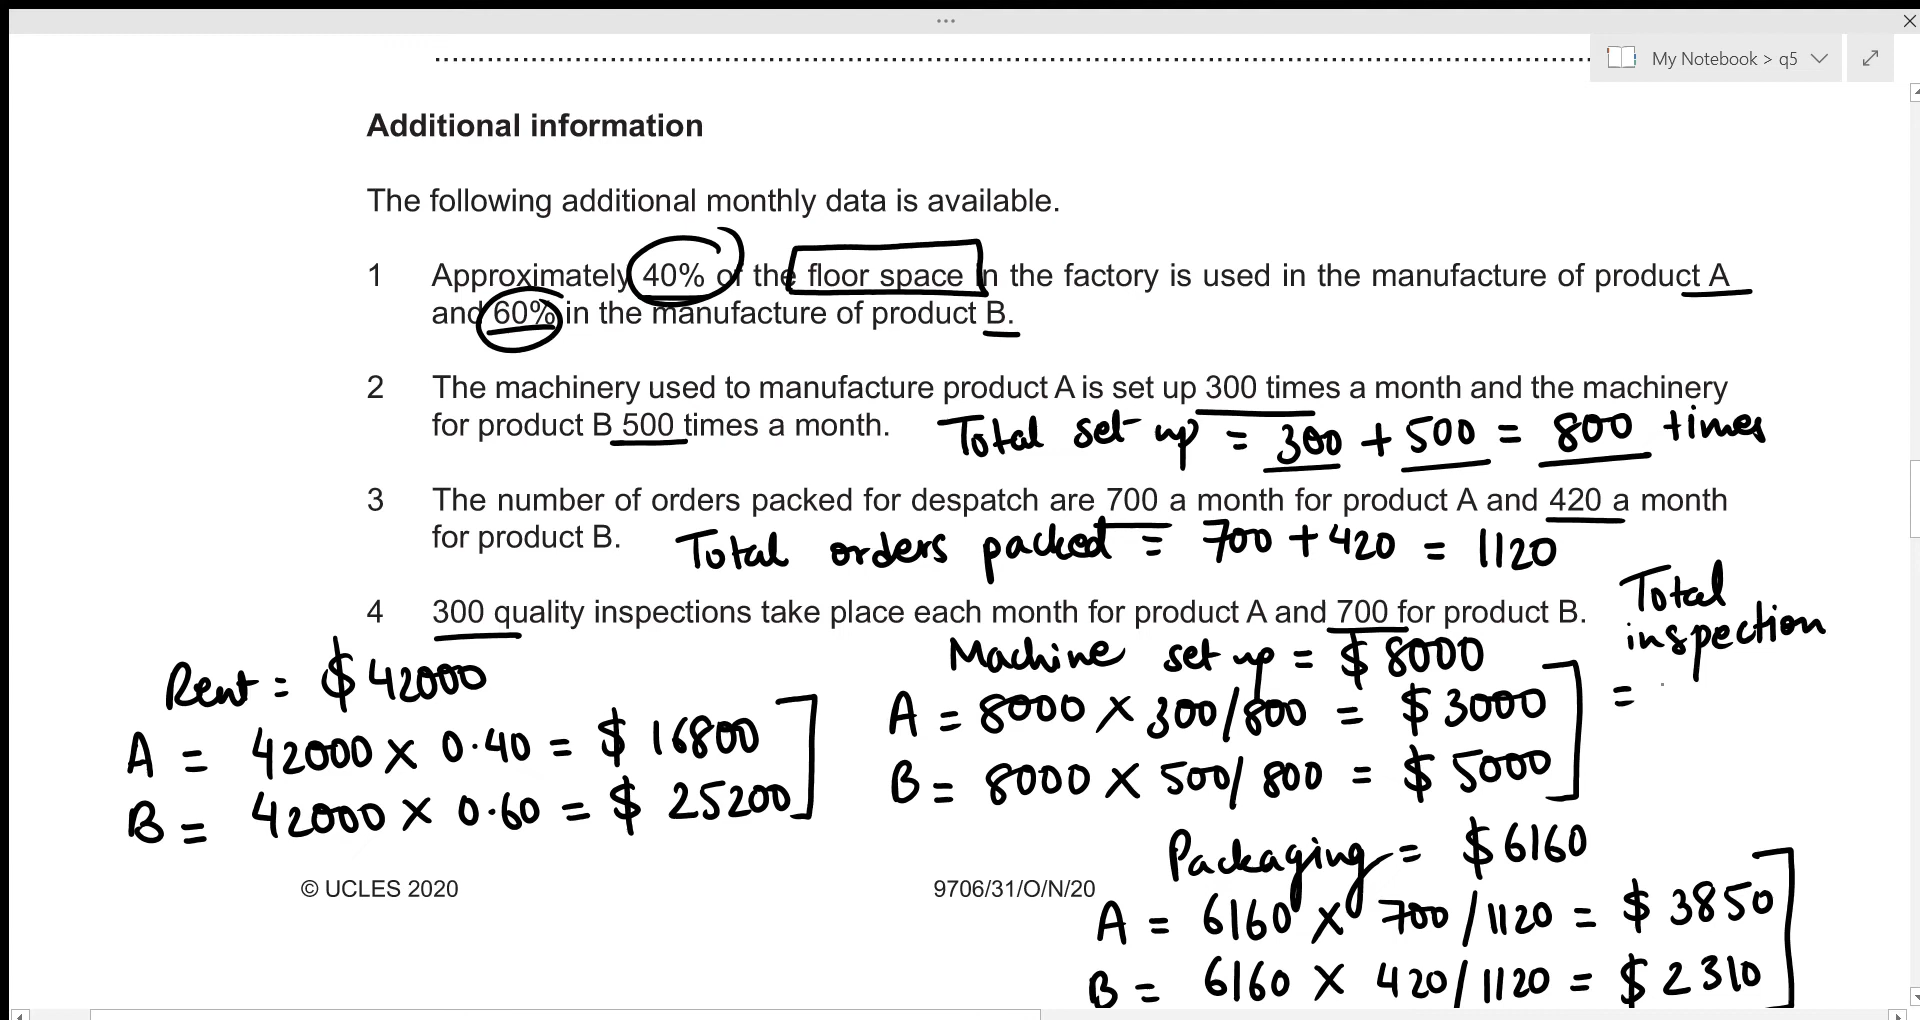 My Notebook > q5
Additional information
The following additional monthly data is available.
1 Approximately 40% of the floor space in the factory is used in the manufacture of product A
and 60% in the manufacture of product B.
2 The machinery used to manufacture product A is set up 300 times a month and the machinery
for product B 500 times a month.
Total set up = 300 + 500 = 800 times
3 The number of orders packed for despatch are 700 a month for product A and 420 a month
for product B.
Total orders packed = 700 + 420 = 1120
4 300 quality inspections take place each month for product A and 700 for product B.
Total
inspection
=
Rent = $ 42000
A = 42000 × 0.40 = $ 16800
B = 42000 × 0.60 = $ 25200
Machine set up = $ 8000
A = 8000 × 300/800 = $ 3000
B = 8000 × 500/800 = $ 5000
Packaging = $ 6160
A = 6160 × 700/1120 = $ 3850
B = 6160 × 420/1120 = $ 2310
© UCLES 2020
9706/31/O/N/20